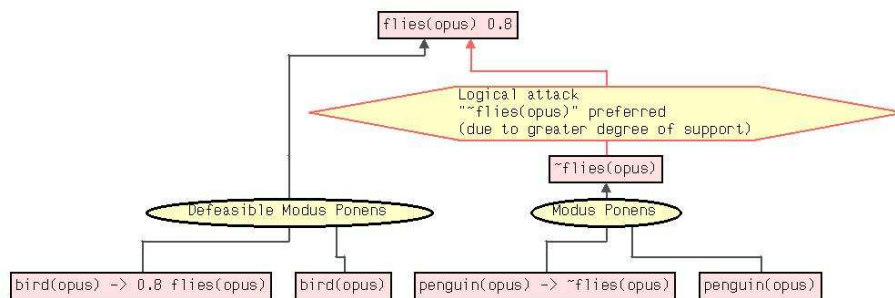 flies(opus) 0.8
Logical attack
"~flies(opus)" preferred
(due to greater degree of support)
~flies(opus)
Defeasible Modus Ponens
Modus Ponens
bird(opus) -> 0.8 flies(opus)
bird(opus)
penguin(opus) -> ~flies(opus)
penguin(opus)